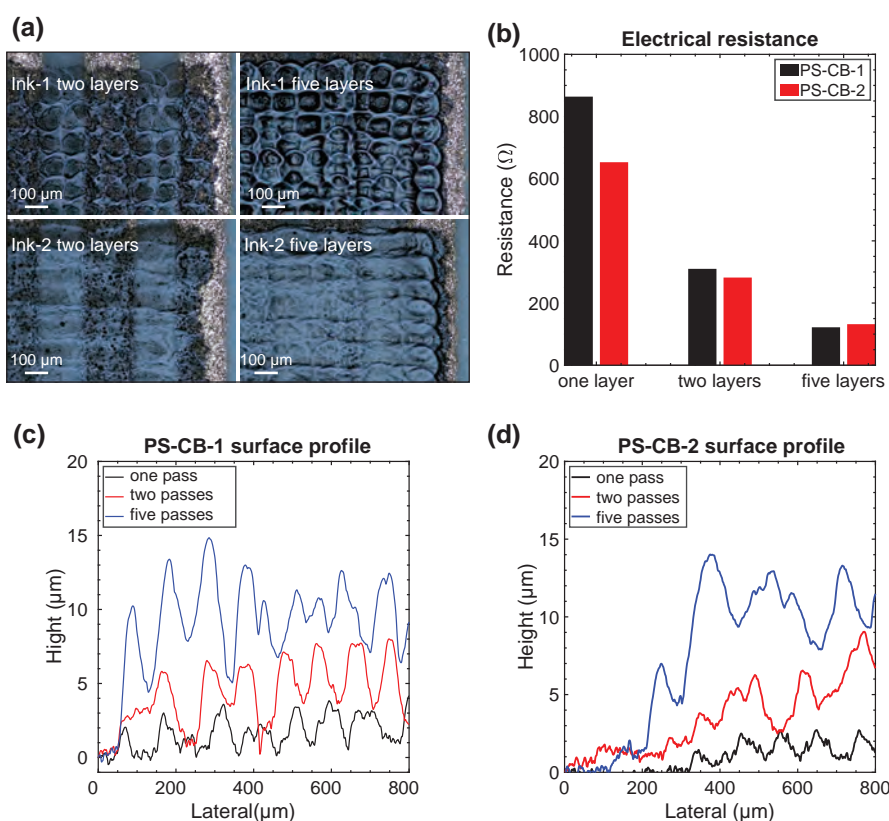 (a)
Ink-1 two layers
Ink-1 five layers
100 µm
100 µm
Ink-2 two layers
Ink-2 five layers
100 µm
100 µm
(b)
Electrical resistance
1000
800
600
400
200
0
Resistance (Ω)
PS-CB-1
PS-CB-2
one layer
two layers
five layers
(c)
PS-CB-1 surface profile
20
15
10
5
0
Hight (µm)
one pass
two passes
five passes
0
200
400
600
800
Lateral(µm)
(d)
PS-CB-2 surface profile
20
15
10
5
0
Height (µm)
one pass
two passes
five passes
0
200
400
600
800
Lateral (µm)